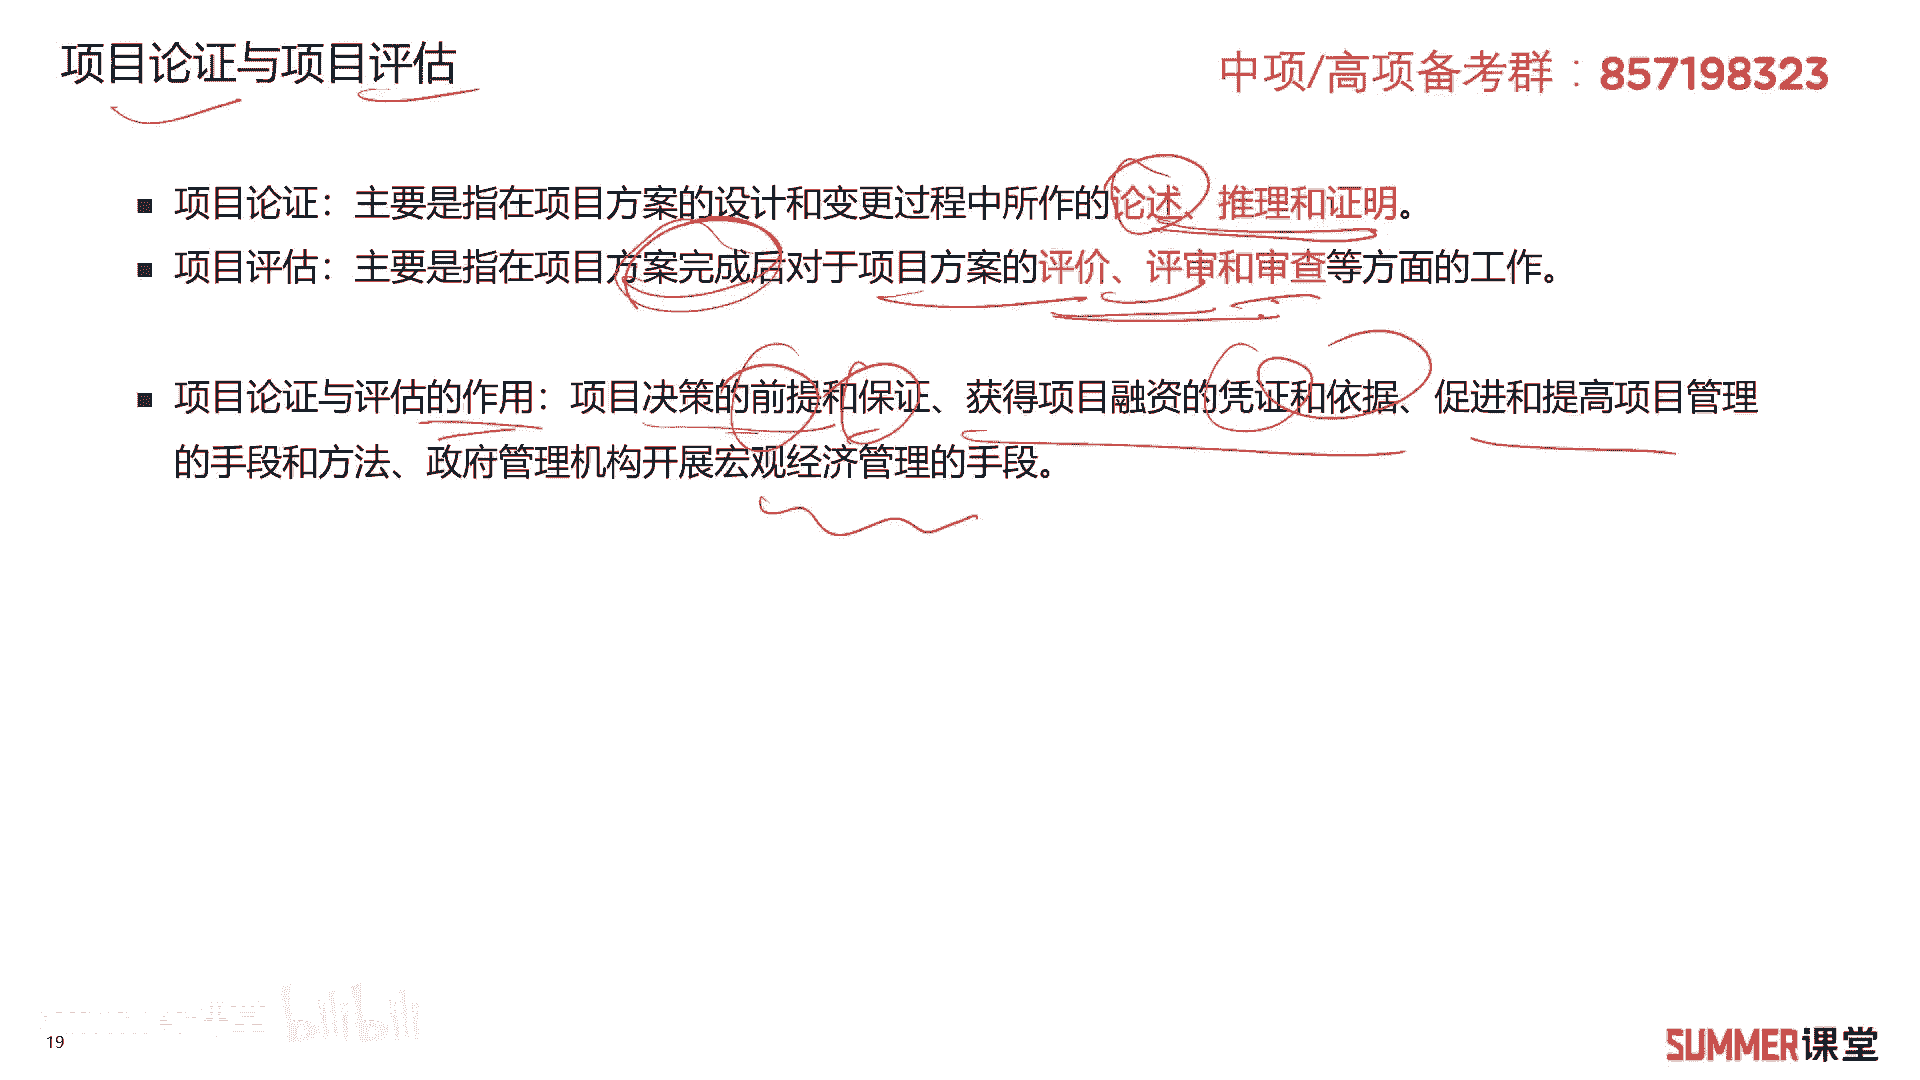 项目论证与项目评估
中项/高项备考群：857198323
■ 项目论证：主要是指在项目方案的设计和变更过程中所作的论述、推理和证明。
■ 项目评估：主要是指在项目方案完成后对于项目方案的评价、评审和审查等方面的工作。
■ 项目论证与评估的作用：项目决策的前提和保证、获得项目融资的凭证和依据、促进和提高项目管理
的手段和方法、政府管理机构开展宏观经济管理的手段。
bilibili
19
SUMMER课堂